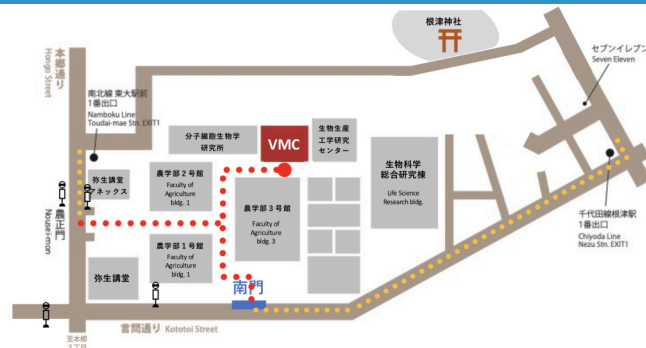 根津神社
セブンイレブン
Seven Eleven
本郷通り
Hongo Street
南北線 東大駅前
1番出口
Namboku Line
Toudai-mae Stn. EXIT1
分子細胞生物学
研究所
VMC
生物生産
工学研究
センター
生物科学
総合研究棟
Life Science
Research bldg.
弥生講堂
アネックス
農学部2号館
Faculty of
Agriculture
bldg. 1
農学部3号館
Faculty of
Agriculture
bldg. 3
千代田線根津駅
1番出口
Chiyoda Line
Nezu Stn. EXIT1
農正門
Nousei-mon
農学部1号館
Faculty of
Agriculture
bldg. 1
弥生講堂
南門
言問通り Kototoi Street
至本郷
3丁目